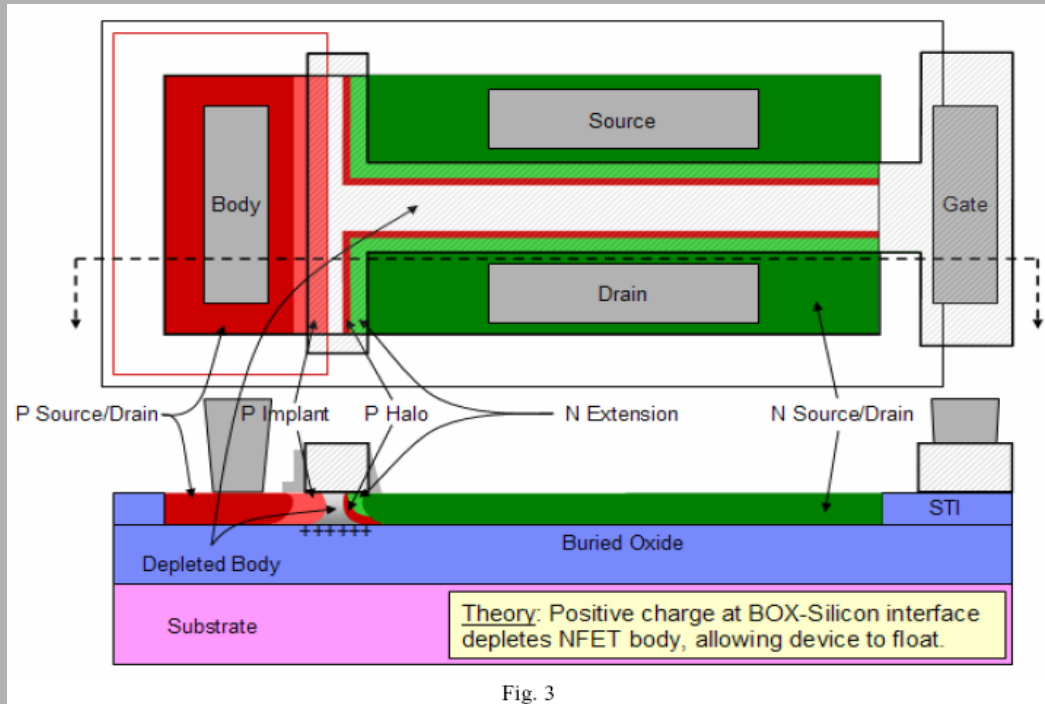 Source
Body
Gate
Drain
P Source/Drain
P Implant
P Halo
N Extension
N Source/Drain
++++++
STI
Buried Oxide
Depleted Body
Substrate
Theory: Positive charge at BOX-Silicon interface
depletes NFET body, allowing device to float.
Fig. 3